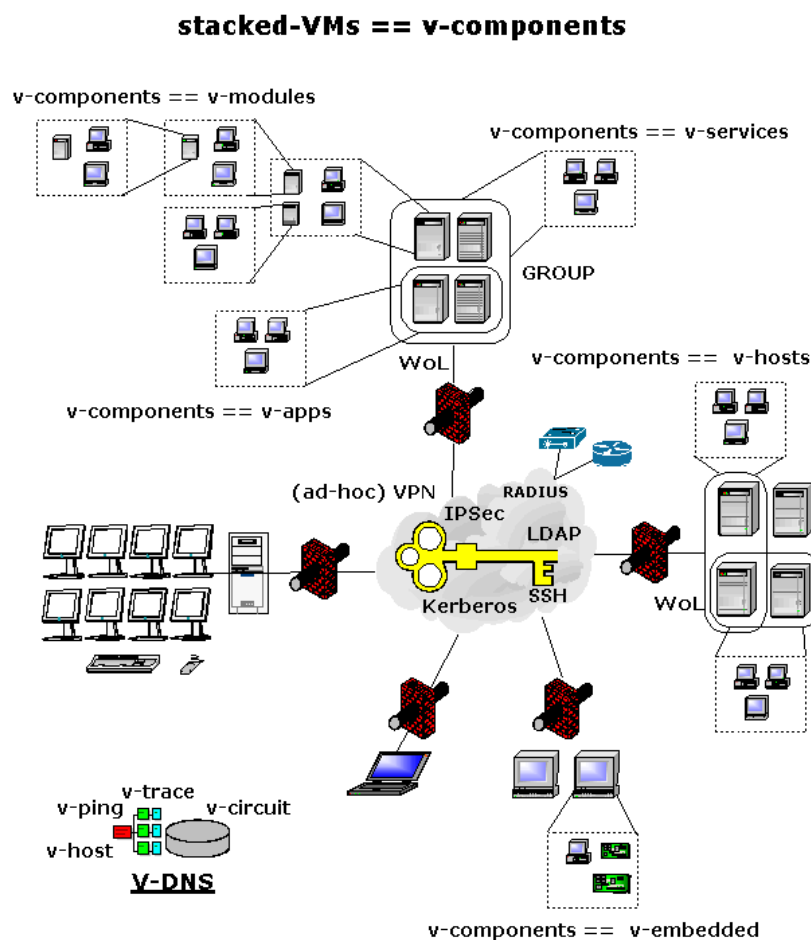 stacked-VMs == v-components
v-components == v-modules
v-components == v-services
GROUP
WoL
v-components == v-hosts
v-components == v-apps
(ad-hoc) VPN
RADIUS
IPSec
LDAP
Kerberos
SSH
WoL
v-trace
v-ping
v-circuit
v-host
V-DNS
v-components == v-embedded